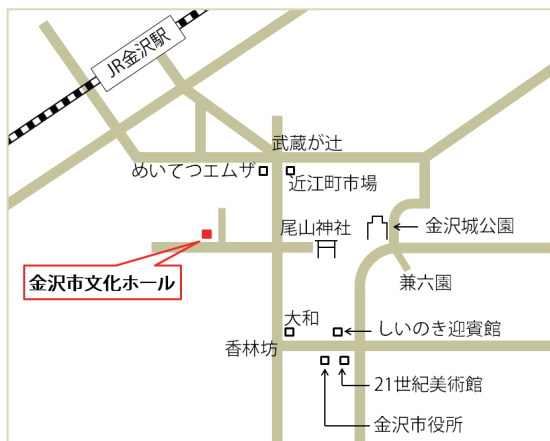 JR金沢駅
武蔵が辻
めいてつエムザ
近江町市場
尾山神社
金沢城公園
金沢市文化ホール
兼六園
大和
しいのき迎賓館
香林坊
21世紀美術館
金沢市役所